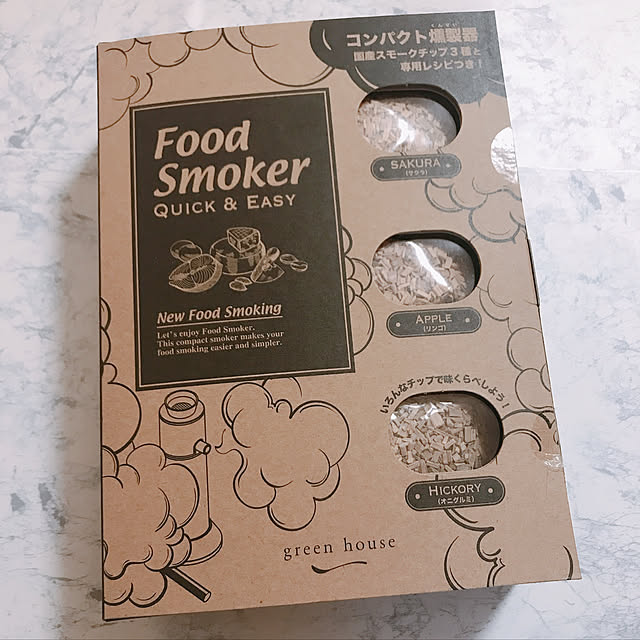 コンパクト燻製器
くんせい
国産スモークチップ3種と
専用レシピつき!
Food
Smoker
QUICK & EASY
New Food Smoking
Let's enjoy Food Smoker.
This compact smoker makes your
food smoking easier and simpler.
SAKURA
(サクラ)
APPLE
(リンゴ)
いろんなチップで味くらべしよう!
HICKORY
(オニグルミ)
green house